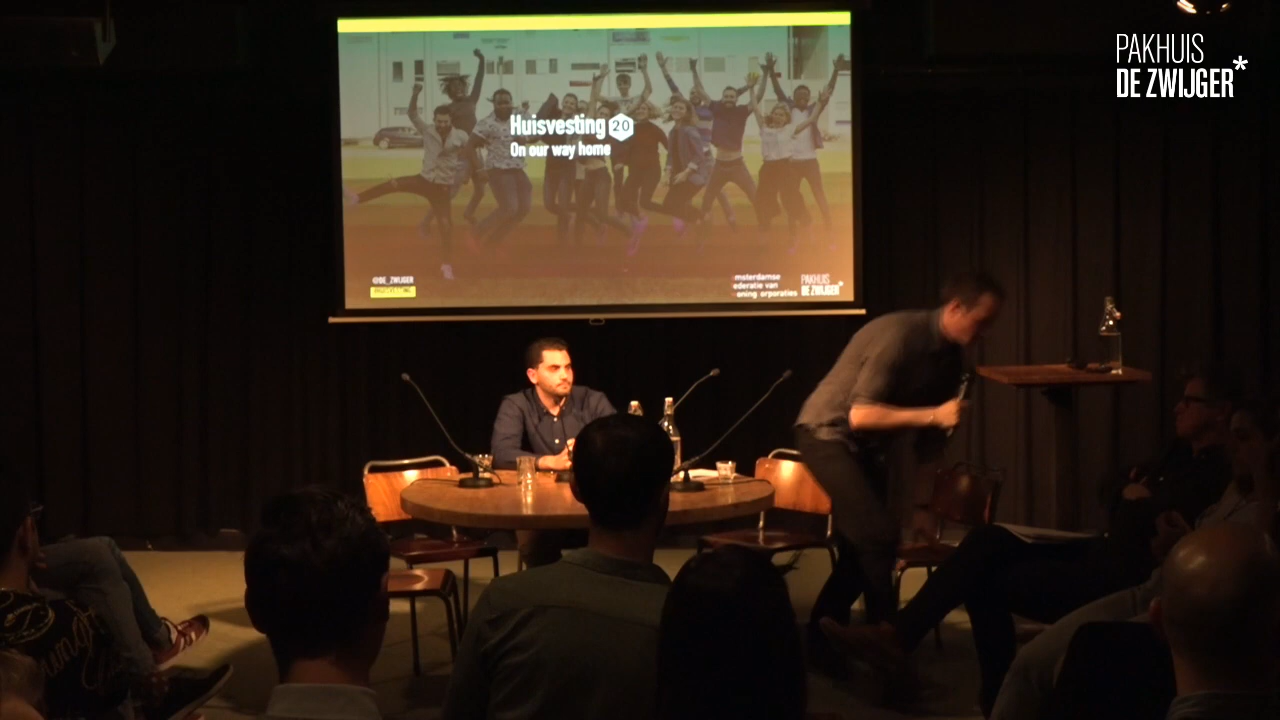 PAKHUIS
DE ZWIJGER*
Huisvesting 20
On our way home
@DE_ZWIJGER
msterdamse
ederatie van
oning orporaties
PAKHUIS
DE ZWIJGER*